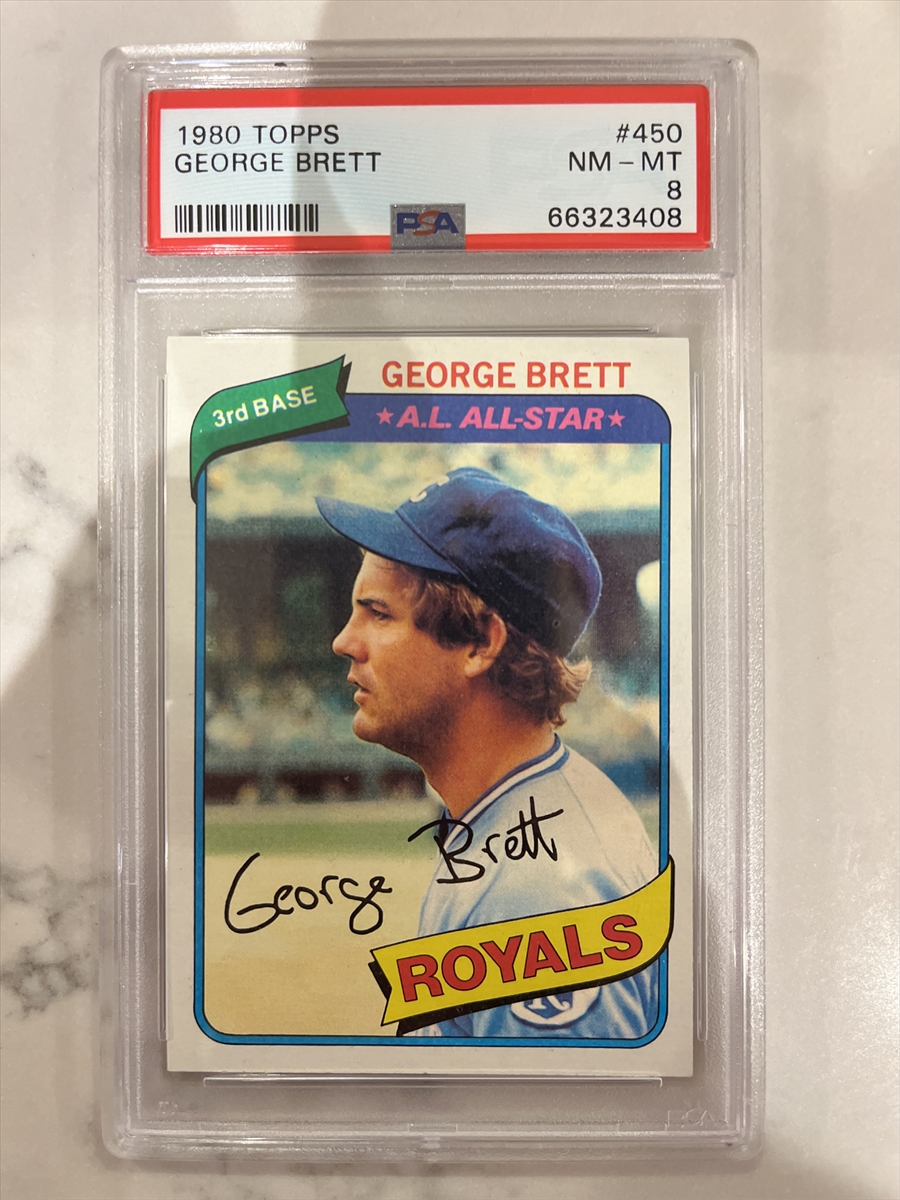 1980 TOPPS #450
GEORGE BRETT NM - MT
8
PSA 66323408
GEORGE BRETT
3rd BASE
★A.L. ALL-STAR★
George Brett
ROYALS
PSA